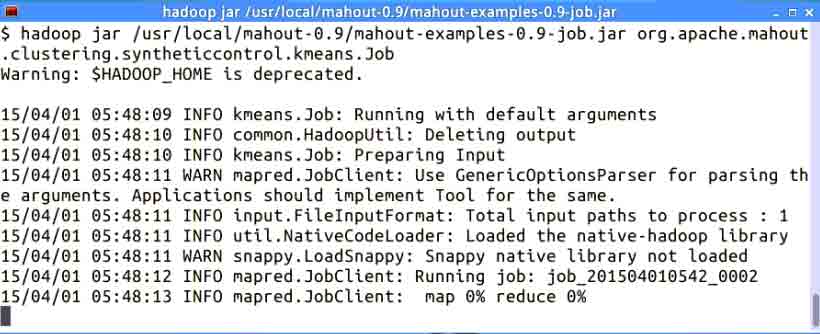 hadoop jar /usr/local/mahout-0.9/mahout-examples-0.9-job.jar
$ hadoop jar /usr/local/mahout-0.9/mahout-examples-0.9-job.jar org.apache.mahout
.clustering.syntheticcontrol.kmeans.Job
Warning: $HADOOP_HOME is deprecated.
15/04/01 05:48:09 INFO kmeans.Job: Running with default arguments
15/04/01 05:48:10 INFO common.HadoopUtil: Deleting output
15/04/01 05:48:10 INFO kmeans.Job: Preparing Input
15/04/01 05:48:11 WARN mapred.JobClient: Use GenericOptionsParser for parsing th
e arguments. Applications should implement Tool for the same.
15/04/01 05:48:11 INFO input.FileInputFormat: Total input paths to process : 1
15/04/01 05:48:11 INFO util.NativeCodeLoader: Loaded the native-hadoop library
15/04/01 05:48:11 WARN snappy.LoadSnappy: Snappy native library not loaded
15/04/01 05:48:12 INFO mapred.JobClient: Running job: job_201504010542_0002
15/04/01 05:48:13 INFO mapred.JobClient:  map 0% reduce 0%